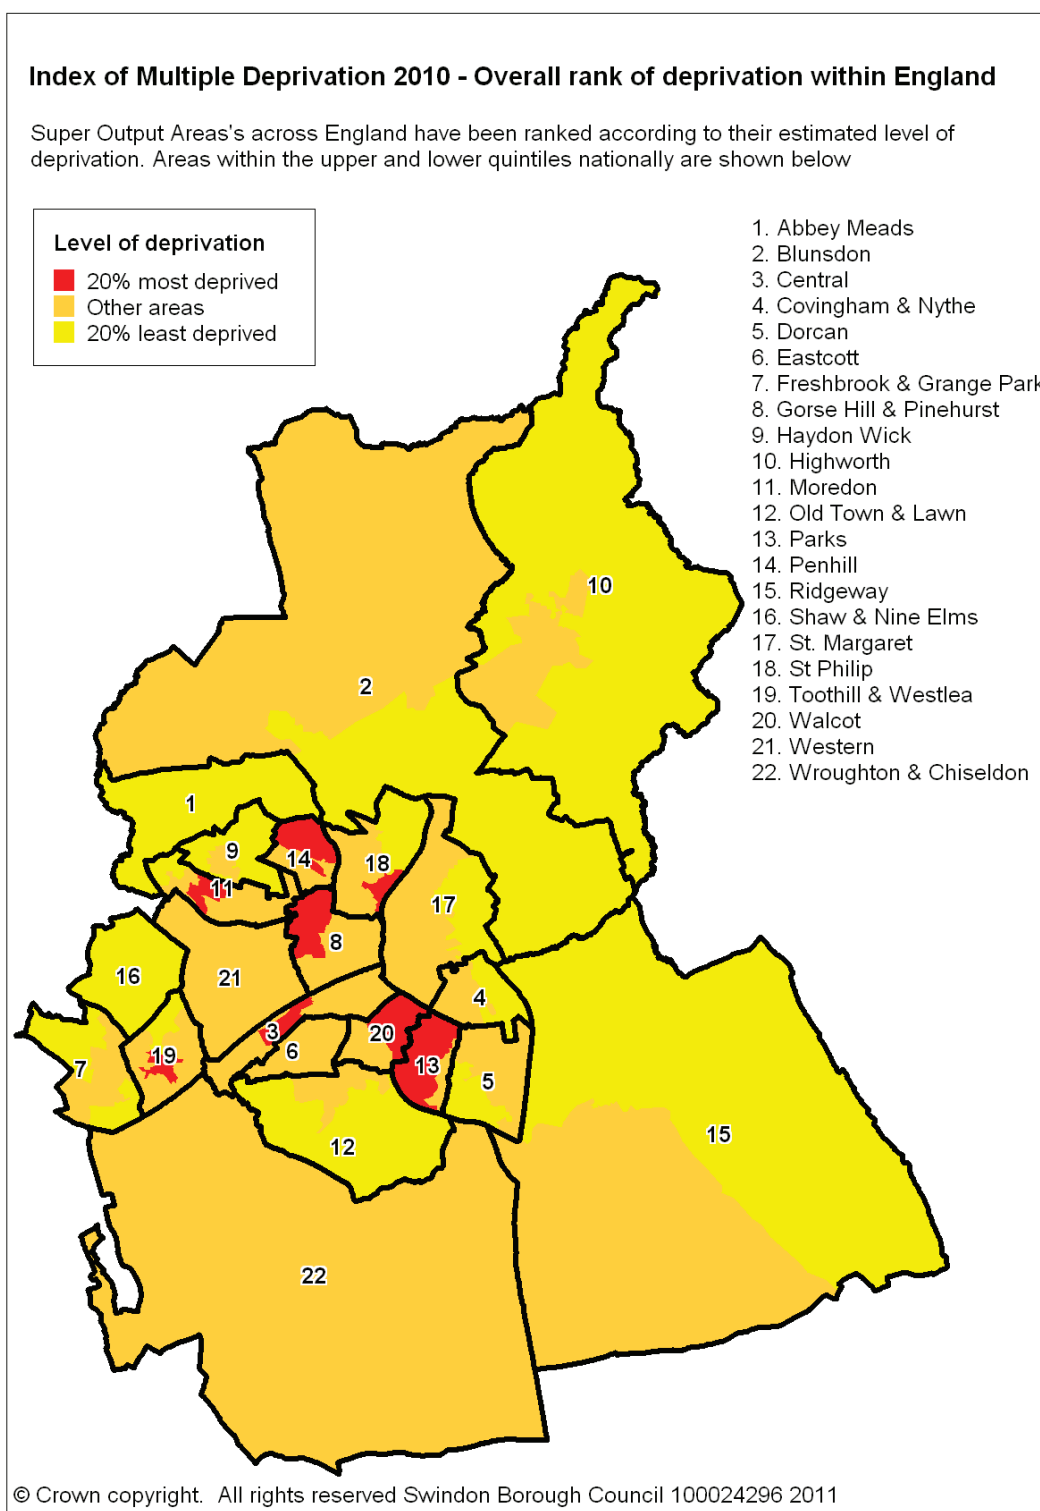 Index of Multiple Deprivation 2010 - Overall rank of deprivation within England
Super Output Areas's across England have been ranked according to their estimated level of
deprivation. Areas within the upper and lower quintiles nationally are shown below
Level of deprivation
20% most deprived
Other areas
20% least deprived
1. Abbey Meads
2. Blunsdon
3. Central
4. Covingham & Nythe
5. Dorcan
6. Eastcott
7. Freshbrook & Grange Park
8. Gorse Hill & Pinehurst
9. Haydon Wick
10. Highworth
11. Moredon
12. Old Town & Lawn
13. Parks
14. Penhill
15. Ridgeway
16. Shaw & Nine Elms
17. St. Margaret
18. St Philip
19. Toothill & Westlea
20. Walcot
21. Western
22. Wroughton & Chiseldon
10
2
1
9
14
18
11
17
8
16
21
4
3
20
6
19
7
13
5
12
15
22
© Crown copyright. All rights reserved Swindon Borough Council 100024296 2011